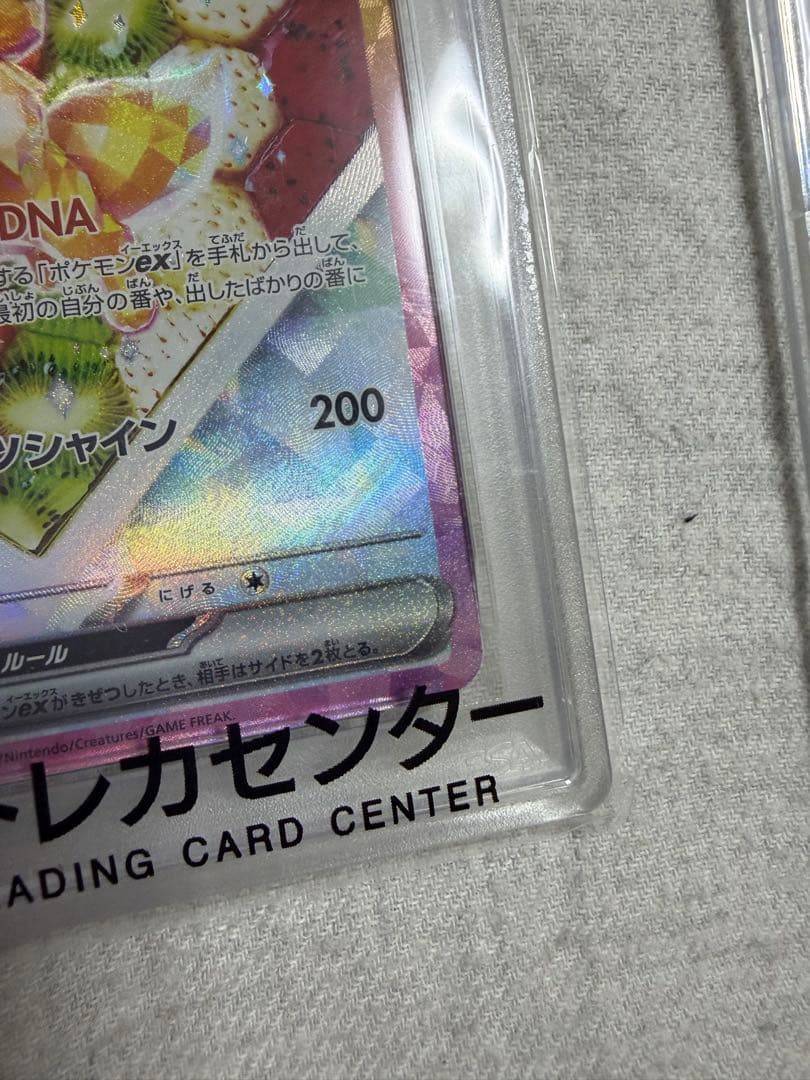 DNA
する「ポケモンex」を手札から出して、
最初の自分の番や、出したばかりの番に
シャイン 200
にげる
ルール
exがきぜつしたとき、相手はサイドを2枚とる。
/Nintendo/Creatures/GAME FREAK.
トレカセンター
ADING CARD CENTER